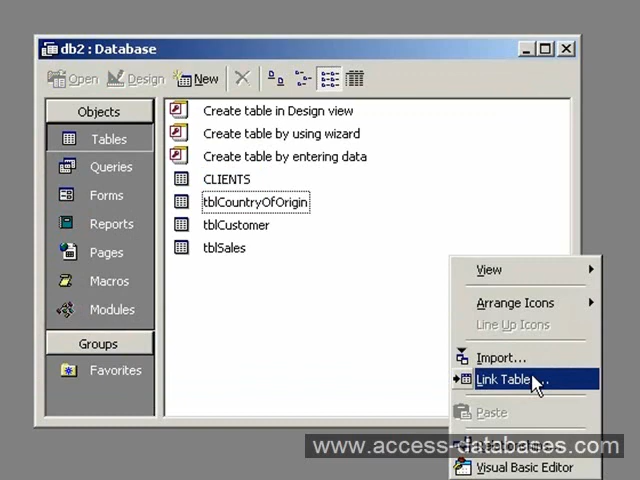 db2 : Database
Open Design New
Objects
Tables
Queries
Forms
Reports
Pages
Macros
Modules
Groups
Favorites
Create table in Design view
Create table by using wizard
Create table by entering data
CLIENTS
tblCountryOfOrigin
tblCustomer
tblSales
View
Arrange Icons
Line Up Icons
Import...
Link Table...
Paste
www.access-databases.com
Visual Basic Editor